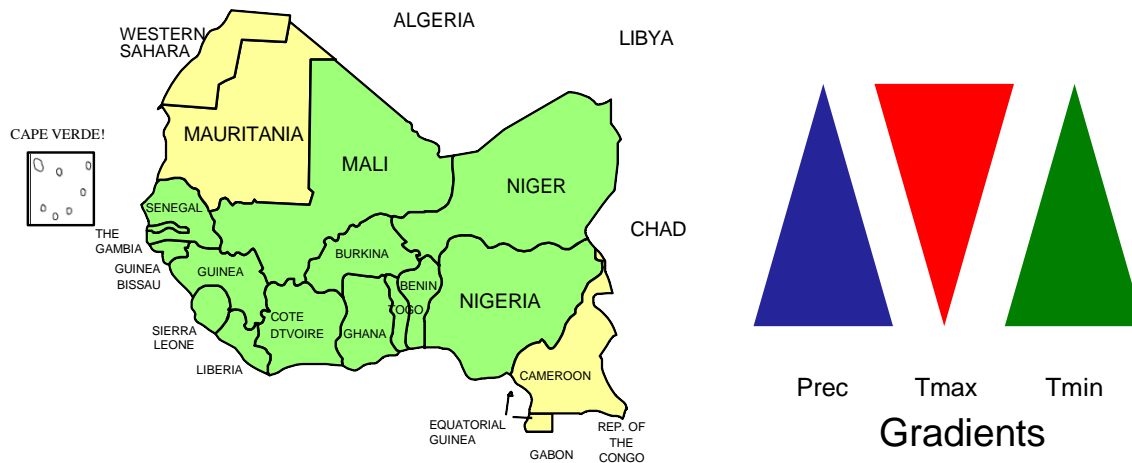 ALGERIA
WESTERN
SAHARA
LIBYA
CAPE VERDE!
MAURITANIA
MALI
NIGER
SENEGAL
THE
GAMBIA
CHAD
GUINEA
BISSAU
GUINEA
BURKINA
BENIN
NIGERIA
TOGO
COTE
DTVOIRE
GHANA
SIERRA
LEONE
LIBERIA
CAMEROON
EQUATORIAL
GUINEA
GABON
REP. OF
THE
CONGO
Prec
Tmax
Tmin
Gradients